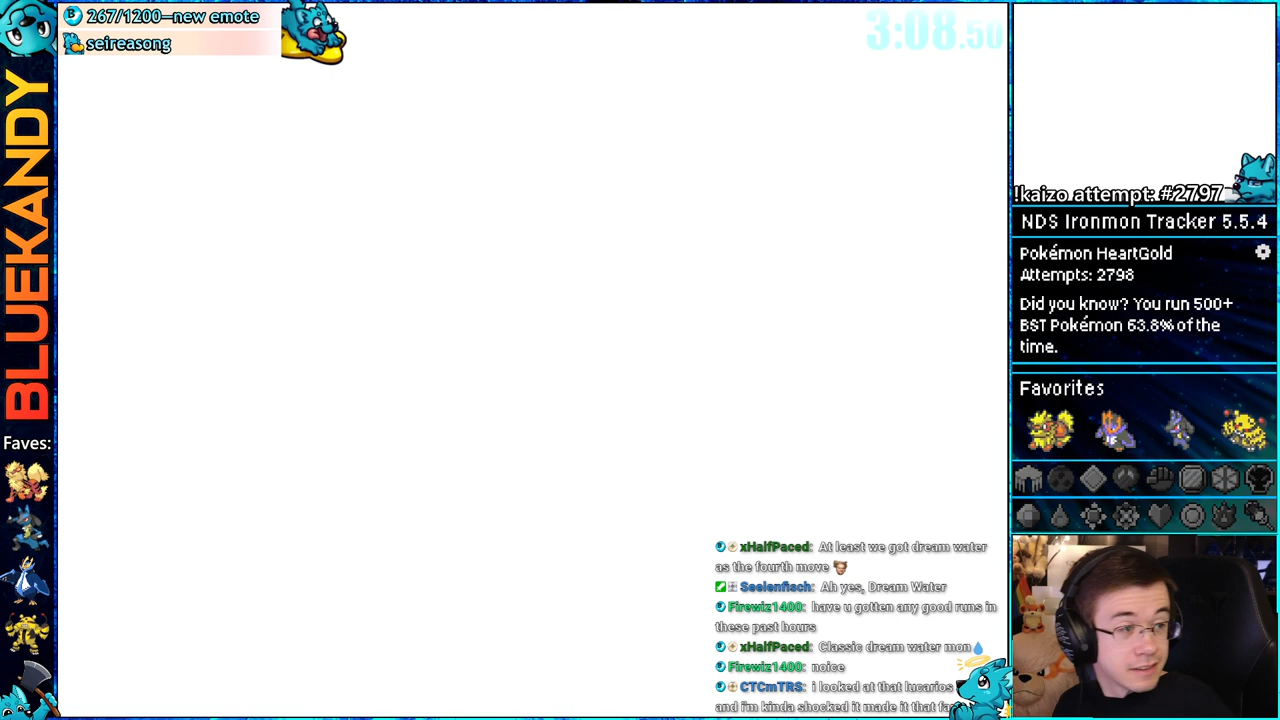 267/1200—new emote
seireasong
3:08.50
BLUEKANDY
Faves:
!kaizo attempt: #2797
NDS Ironmon Tracker 5.5.4
Pokémon HeartGold
Attempts: 2798
Did you know? You run 500+
BST Pokémon 63.8% of the
time.
Favorites
xHalfPaced: At least we got dream water
as the fourth move
Seelenfisch: Ah yes, Dream Water
Firewiz1400: have u gotten any good runs in
these past hours
xHalfPaced: Classic dream water mon
Firewiz1400: noice
CTCmTRS: i looked at that lucarios
and i'm kinda shocked it made it that